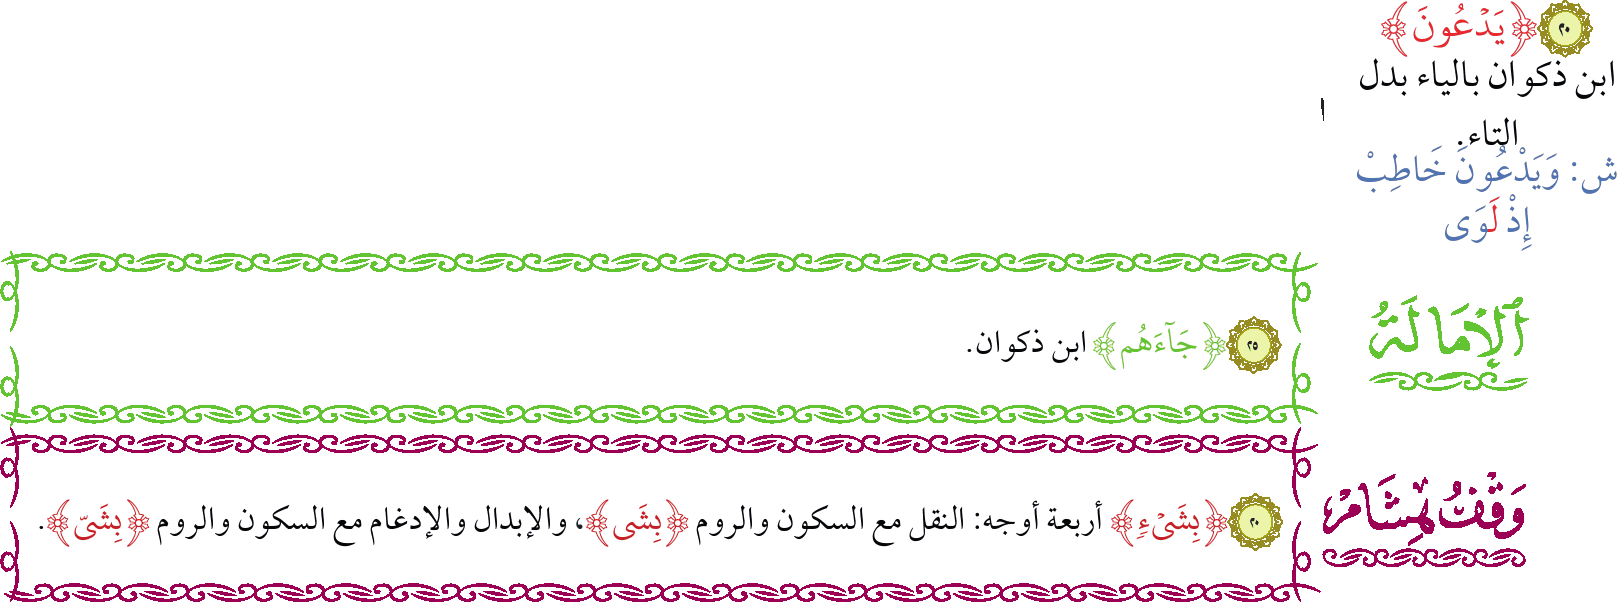 ٢٠ ﴿يَدْعُونَ﴾
ابن ذكوان بالياء بدل
التاء.
ش: وَيَدْعُونَ خَاطِبْ
إِذْ لَوَى
ٱلْإِمَالَةُ
٢٥ ﴿جَآءَهُم﴾ ابن ذكوان.
وَقْفُ هِشَامْ
٢٠ ﴿بِشَىْءٍ﴾ أربعة أوجه: النقل مع السكون والروم ﴿بِشَى﴾، والإبدال والإدغام مع السكون والروم ﴿بِشَىّ﴾.